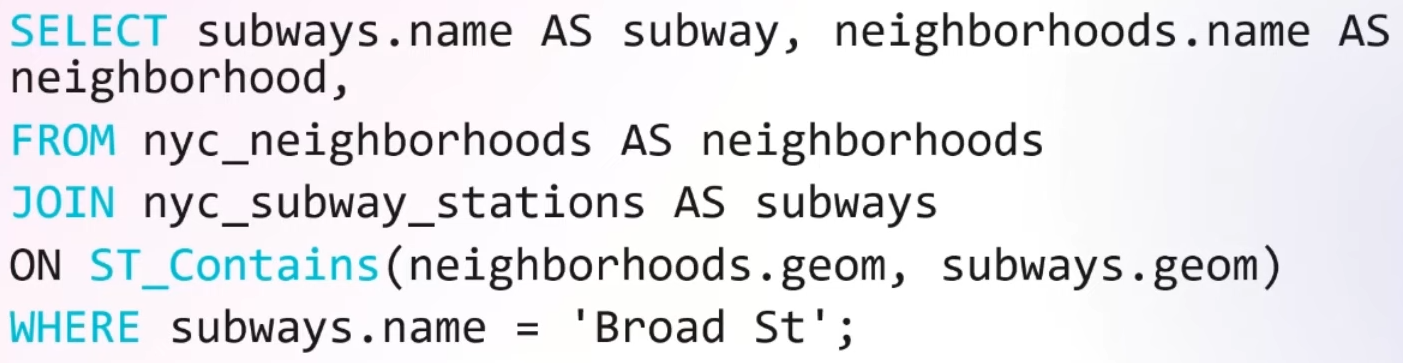 SELECT subways.name AS subway, neighborhoods.name AS
neighborhood,
FROM nyc_neighborhoods AS neighborhoods
JOIN nyc_subway_stations AS subways
ON ST_Contains(neighborhoods.geom, subways.geom)
WHERE subways.name = 'Broad St';